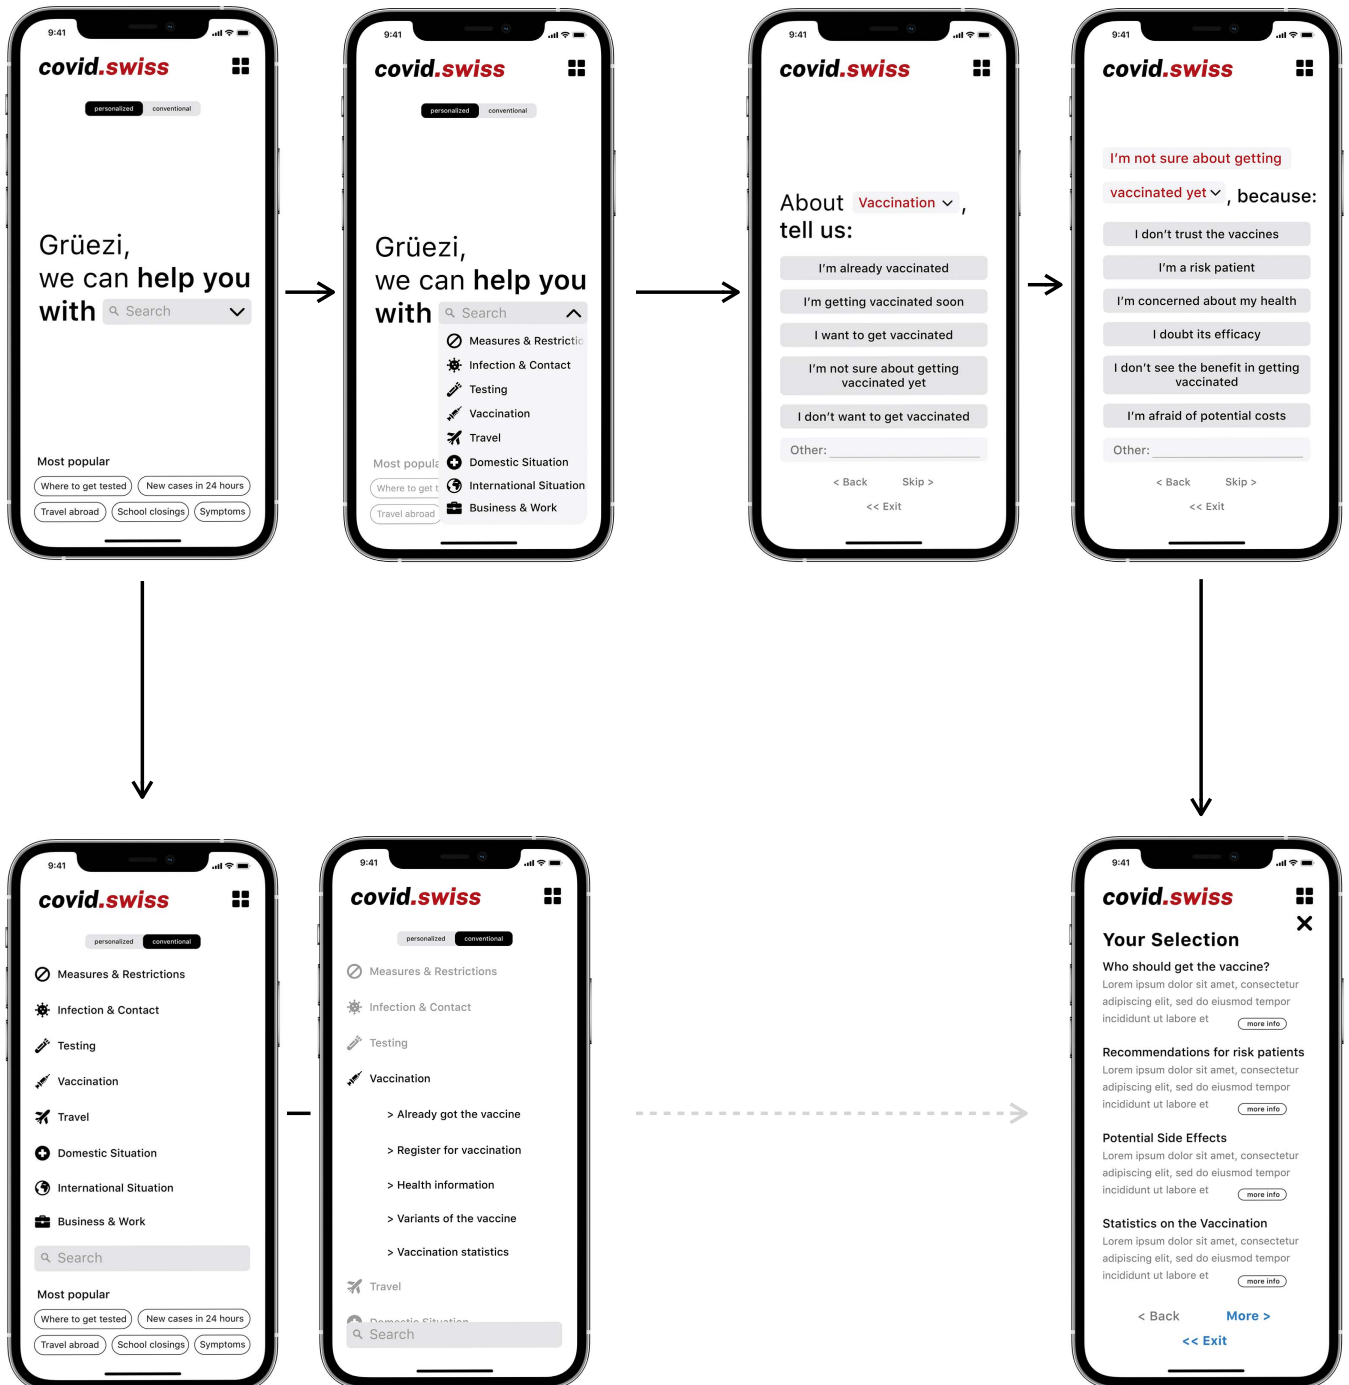 9:41
covid.swiss
personalized conventional
Grüezi,
we can help you
with Search
Most popular
Where to get tested New cases in 24 hours
Travel abroad School closings Symptoms
9:41
covid.swiss
personalized conventional
Grüezi,
we can help you
with Search
Measures & Restrictio
Infection & Contact
Testing
Vaccination
Travel
Domestic Situation
International Situation
Business & Work
Most popula
Where to get t
Travel abroad
9:41
covid.swiss
About Vaccination ,
tell us:
I'm already vaccinated
I'm getting vaccinated soon
I want to get vaccinated
I'm not sure about getting
vaccinated yet
I don't want to get vaccinated
Other:
< Back Skip >
<< Exit
9:41
covid.swiss
I'm not sure about getting
vaccinated yet , because:
I don't trust the vaccines
I'm a risk patient
I'm concerned about my health
I doubt its efficacy
I don't see the benefit in getting
vaccinated
I'm afraid of potential costs
Other:
< Back Skip >
<< Exit
9:41
covid.swiss
personalized conventional
Measures & Restrictions
Infection & Contact
Testing
Vaccination
Travel
Domestic Situation
International Situation
Business & Work
Search
Most popular
Where to get tested New cases in 24 hours
Travel abroad School closings Symptoms
9:41
covid.swiss
personalized conventional
Measures & Restrictions
Infection & Contact
Testing
Vaccination
> Already got the vaccine
> Register for vaccination
> Health information
> Variants of the vaccine
> Vaccination statistics
Travel
Domestic Situation
Search
9:41
covid.swiss
Your Selection
Who should get the vaccine?
Lorem ipsum dolor sit amet, consectetur
adipiscing elit, sed do eiusmod tempor
incididunt ut labore et more info
Recommendations for risk patients
Lorem ipsum dolor sit amet, consectetur
adipiscing elit, sed do eiusmod tempor
incididunt ut labore et more info
Potential Side Effects
Lorem ipsum dolor sit amet, consectetur
adipiscing elit, sed do eiusmod tempor
incididunt ut labore et more info
Statistics on the Vaccination
Lorem ipsum dolor sit amet, consectetur
adipiscing elit, sed do eiusmod tempor
incididunt ut labore et more info
< Back More >
<< Exit